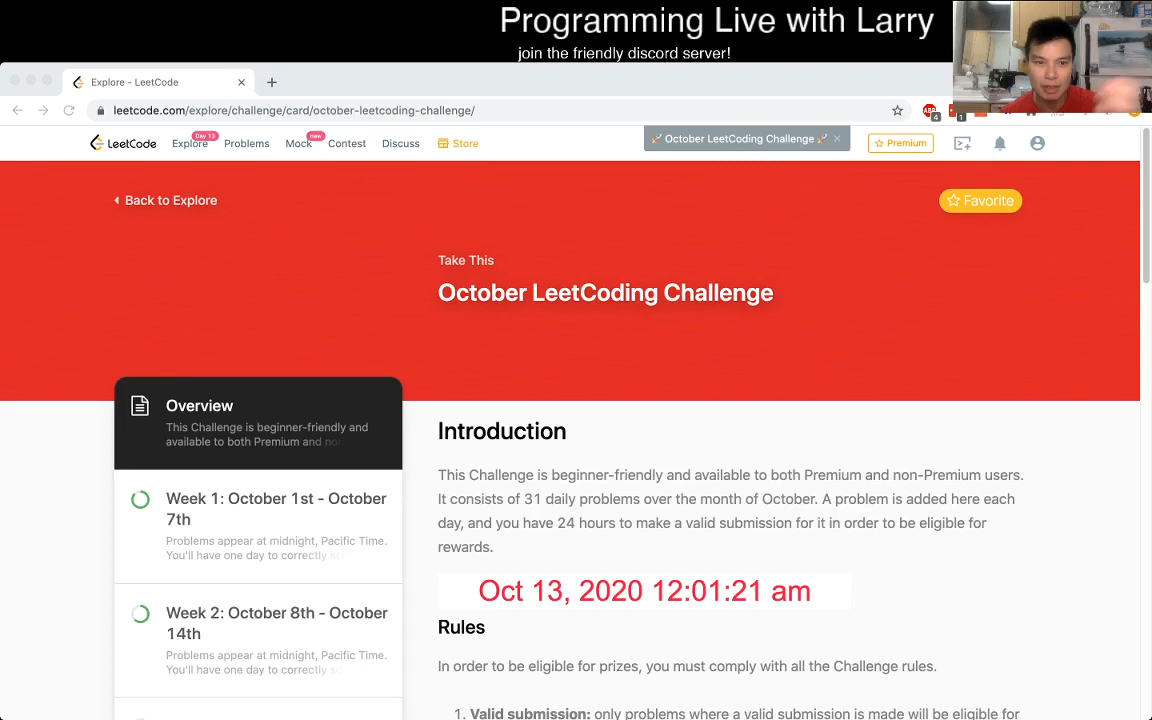 Programming Live with Larry
join the friendly discord server!
Explore - LeetCode
leetcode.com/explore/challenge/card/october-leetcoding-challenge/
ABP
4
1
LeetCode
Explore
Day 13
Problems
Mock
new
Contest
Discuss
Store
October LeetCoding Challenge
Premium
Back to Explore
Favorite
Take This
October LeetCoding Challenge
Overview
This Challenge is beginner-friendly and
available to both Premium and non
Week 1: October 1st - October
7th
Problems appear at midnight, Pacific Time.
You'll have one day to correctly s
Week 2: October 8th - October
14th
Problems appear at midnight, Pacific Time.
You'll have one day to correctly s
Introduction
This Challenge is beginner-friendly and available to both Premium and non-Premium users.
It consists of 31 daily problems over the month of October. A problem is added here each
day, and you have 24 hours to make a valid submission for it in order to be eligible for
rewards.
Oct 13, 2020 12:01:21 am
Rules
In order to be eligible for prizes, you must comply with all the Challenge rules.
1. Valid submission: only problems where a valid submission is made will be eligible for